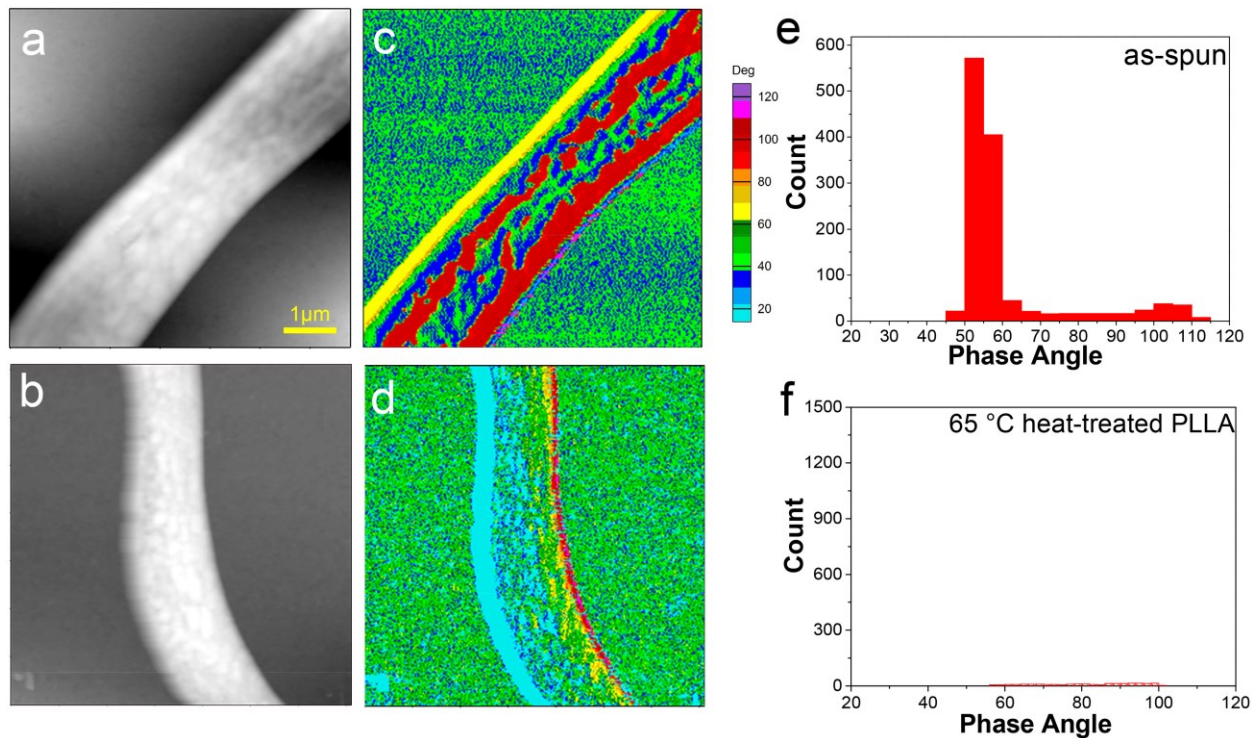 a
1μm
b
c
Deg
120
100
80
60
40
20
d
e
as-spun
600
500
400
300
200
100
0
Count
20 30 40 50 60 70 80 90 100 110 120
Phase Angle
f
65 °C heat-treated PLLA
1500
1200
900
600
300
0
Count
20 40 60 80 100 120
Phase Angle